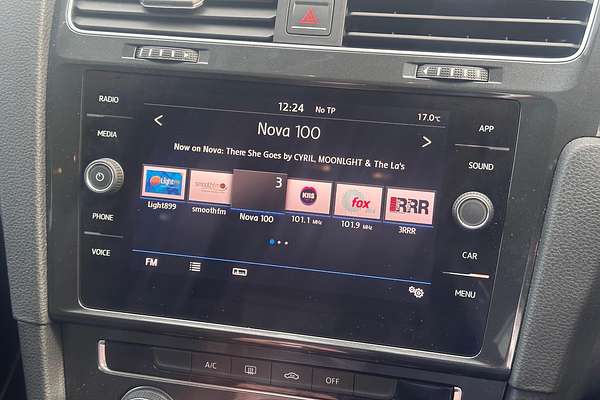 RADIO
MEDIA
PHONE
VOICE
12:24 No TP 17.0°C
< Nova 100 >
Now on Nova: There She Goes by CYRIL, MOONLGHT & The La's
Light
smoothfm
3
KIIS
fox
RRR
Light899
smoothfm
Nova 100
101.1 MHz
101.9 MHz
3RRR
FM
APP
SOUND
CAR
MENU
A/C
OFF